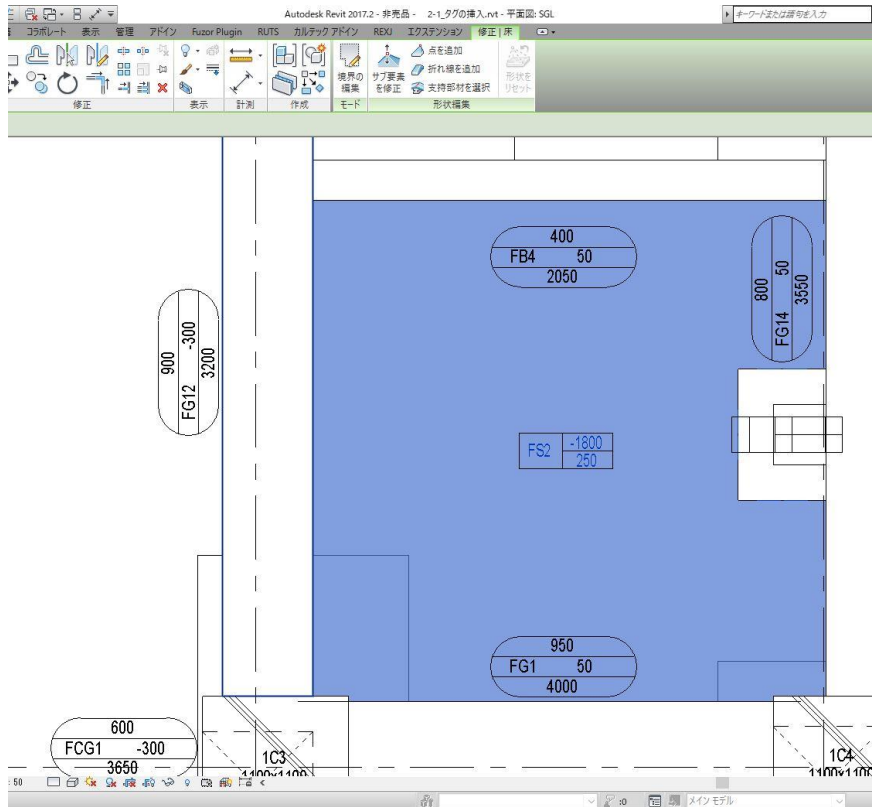 Autodesk Revit 2017.2 - 非売品 - 2-1_タグの挿入.rvt - 平面図: SGL
キーワードまたは語句を入力
コラボレート 表示 管理 アドイン Fuzor Plugin RUTS カルテックアドイン REXJ エクステンション 修正 | 床
境界の編集
サブ要素を修正
点を追加
折れ線を追加
支持部材を選択
形状をリセット
修正 表示 計測 作成 モード 形状編集
400
FB4 50
2050
800
FG14 50
3550
900
FG12 -300
3200
FS2 -1800
250
950
FG1 50
4000
600
FCG1 -300
3650
1C3
1100x1100
1C4
1100x1100
: 50
:0
メイン モデル